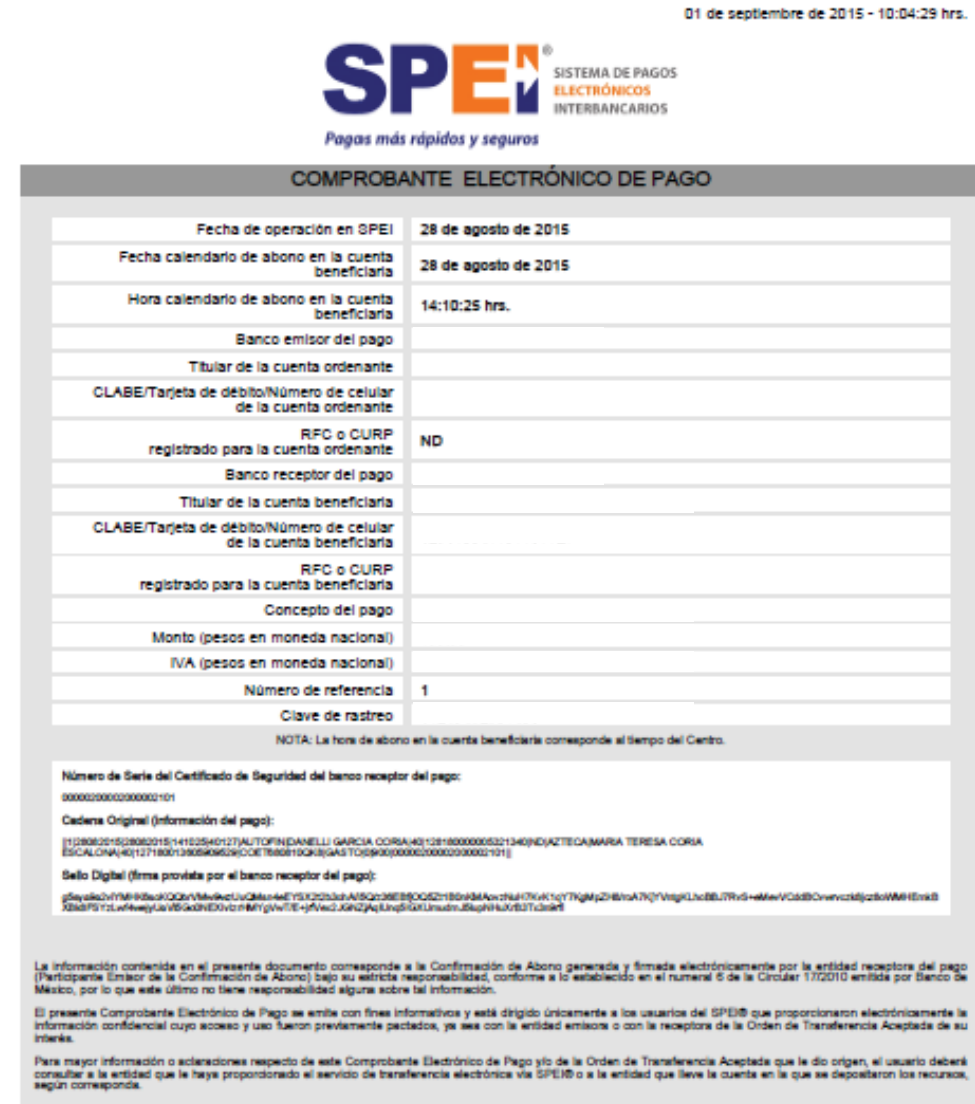 01 de septiembre de 2015 - 10:04:29 hrs.
SPEI®
SISTEMA DE PAGOS
ELECTRÓNICOS
INTERBANCARIOS
Pagos más rápidos y seguros
COMPROBANTE ELECTRÓNICO DE PAGO
Fecha de operación en SPEI 28 de agosto de 2015
Fecha calendario de abono en la cuenta
beneficiaria 28 de agosto de 2015
Hora calendario de abono en la cuenta
beneficiaria 14:10:25 hrs.
Banco emisor del pago
Titular de la cuenta ordenante
CLABE/Tarjeta de débito/Número de celular
de la cuenta ordenante
RFC o CURP
registrado para la cuenta ordenante ND
Banco receptor del pago
Titular de la cuenta beneficiaria
CLABE/Tarjeta de débito/Número de celular
de la cuenta beneficiaria
RFC o CURP
registrado para la cuenta beneficiaria
Concepto del pago
Monto (pesos en moneda nacional)
IVA (pesos en moneda nacional)
Número de referencia 1
Clave de rastreo
NOTA: La hora de abono en la cuenta beneficiaria corresponde al tiempo del Centro.
Número de Serie del Certificado de Seguridad del banco receptor del pago:
Cadena Original (información del pago):
Sello Digital (firma provista por el banco receptor del pago):
La información contenida en el presente documento corresponde a la Confirmación de Abono generada y firmada electrónicamente por la entidad receptora del pago
(Participante Emisor de la Confirmación de Abono) bajo su estricta responsabilidad, conforme a lo establecido en el numeral 6 de la Circular 17/2010 emitida por Banco de
México, por lo que este último no tiene responsabilidad alguna sobre tal información.
El presente Comprobante Electrónico de Pago se emite con fines informativos y está dirigido únicamente a los usuarios del SPEI® que proporcionaron electrónicamente la
información confidencial cuyo acceso y uso fueron previamente pactados, ya sea con la entidad emisora o con la receptora de la Orden de Transferencia Aceptada de su
interés.
Para mayor información o aclaraciones respecto de este Comprobante Electrónico de Pago y/o de la Orden de Transferencia Aceptada que le dio origen, el usuario deberá
consultar a la entidad que le haya proporcionado el servicio de transferencia electrónica vía SPEI® o a la entidad que lleve la cuenta en la que se depositaron los recursos,
según corresponda.